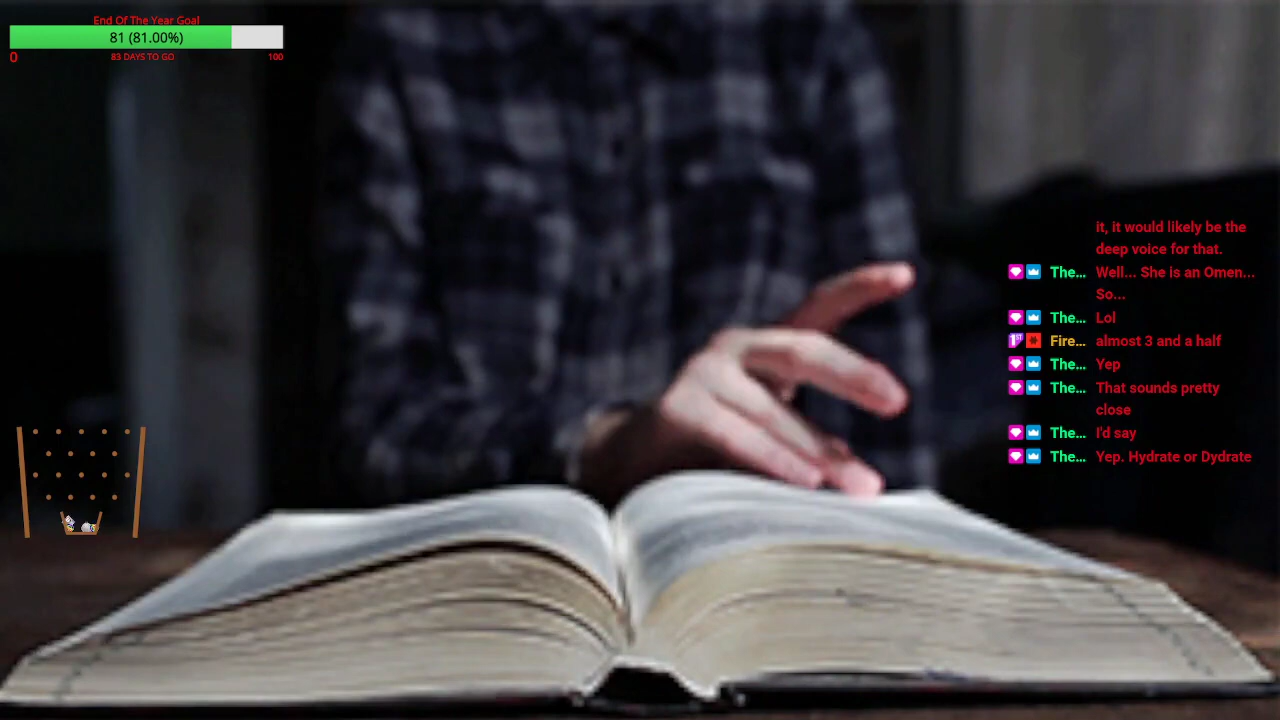 End Of The Year Goal
81 (81.00%)
0 83 DAYS TO GO 100
it, it would likely be the
deep voice for that.
The... Well... She is an Omen...
So...
The... Lol
Fire... almost 3 and a half
The... Yep
The... That sounds pretty
close
The... I'd say
The... Yep. Hydrate or Dydrate